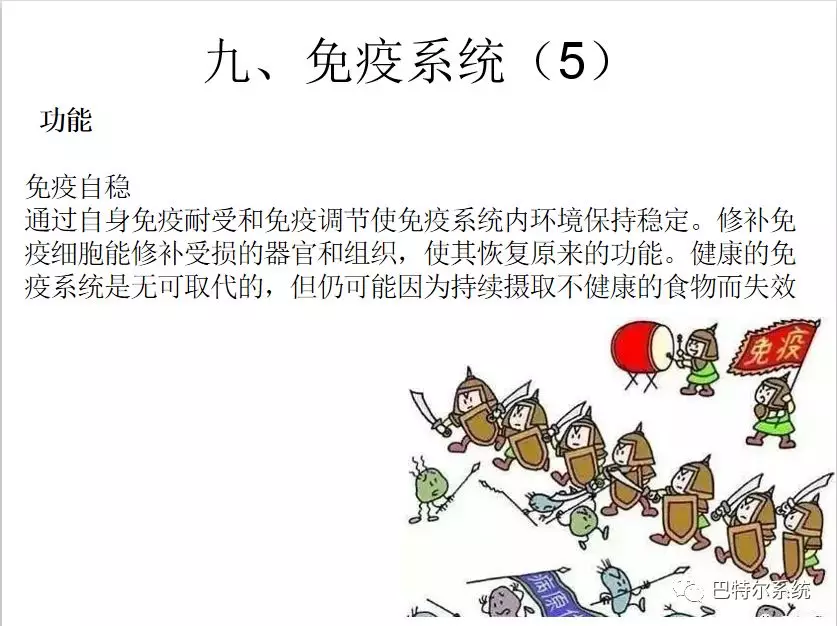 九、免疫系统（5）
功能
免疫自稳
通过自身免疫耐受和免疫调节使免疫系统内环境保持稳定。修补免
疫细胞能修补受损的器官和组织，使其恢复原来的功能。健康的免
疫系统是无可取代的，但仍可能因为持续摄取不健康的食物而失效
免疫
病原体
巴特尔系统